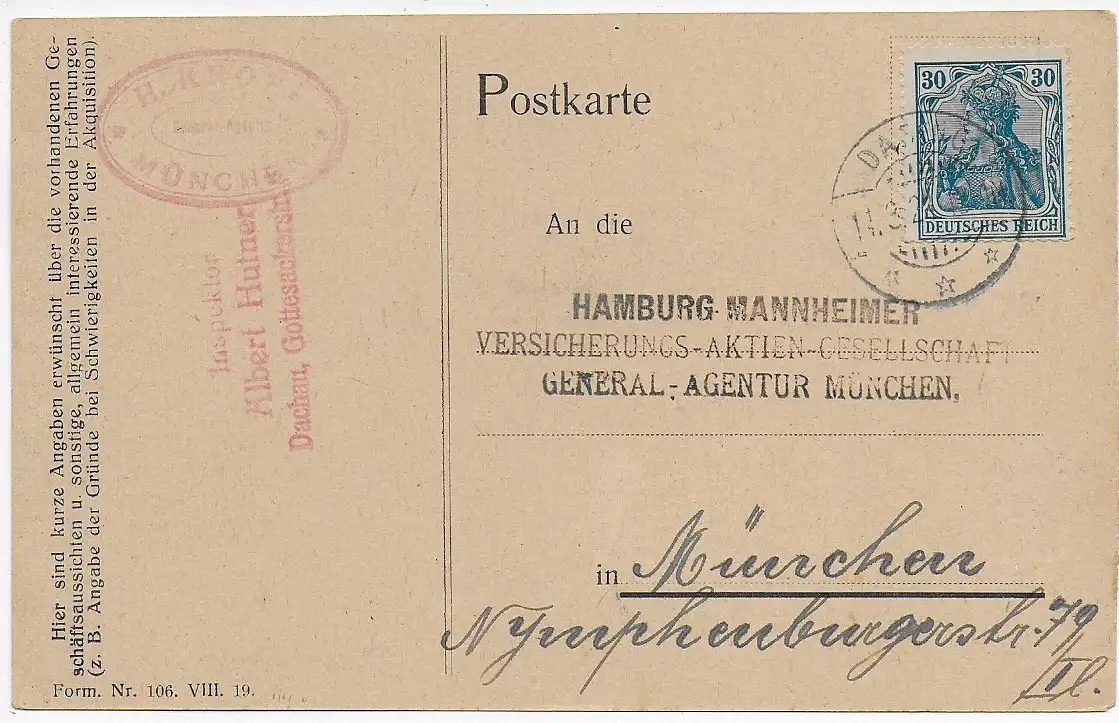 Hier sind kurze Angaben erwünscht über die vorhandenen Ge-
schäftsaussichten u. sonstige, allgemein interessierende Erfahrungen
(z. B. Angabe der Gründe bei Schwierigkeiten in der Akquisition).
MÜNCHEN
Inspektor
Albert Hutner
Dachau, Gottesackerstr.
Form. Nr. 106. VIII. 19.
Postkarte
30 30
DEUTSCHES REICH
An die
HAMBURG-MANNHEIMER
VERSICHERUNGS-AKTIEN-GESELLSCHAFT
GENERAL-AGENTUR MÜNCHEN.
in München
Nymphenburgerstr. 79
II.